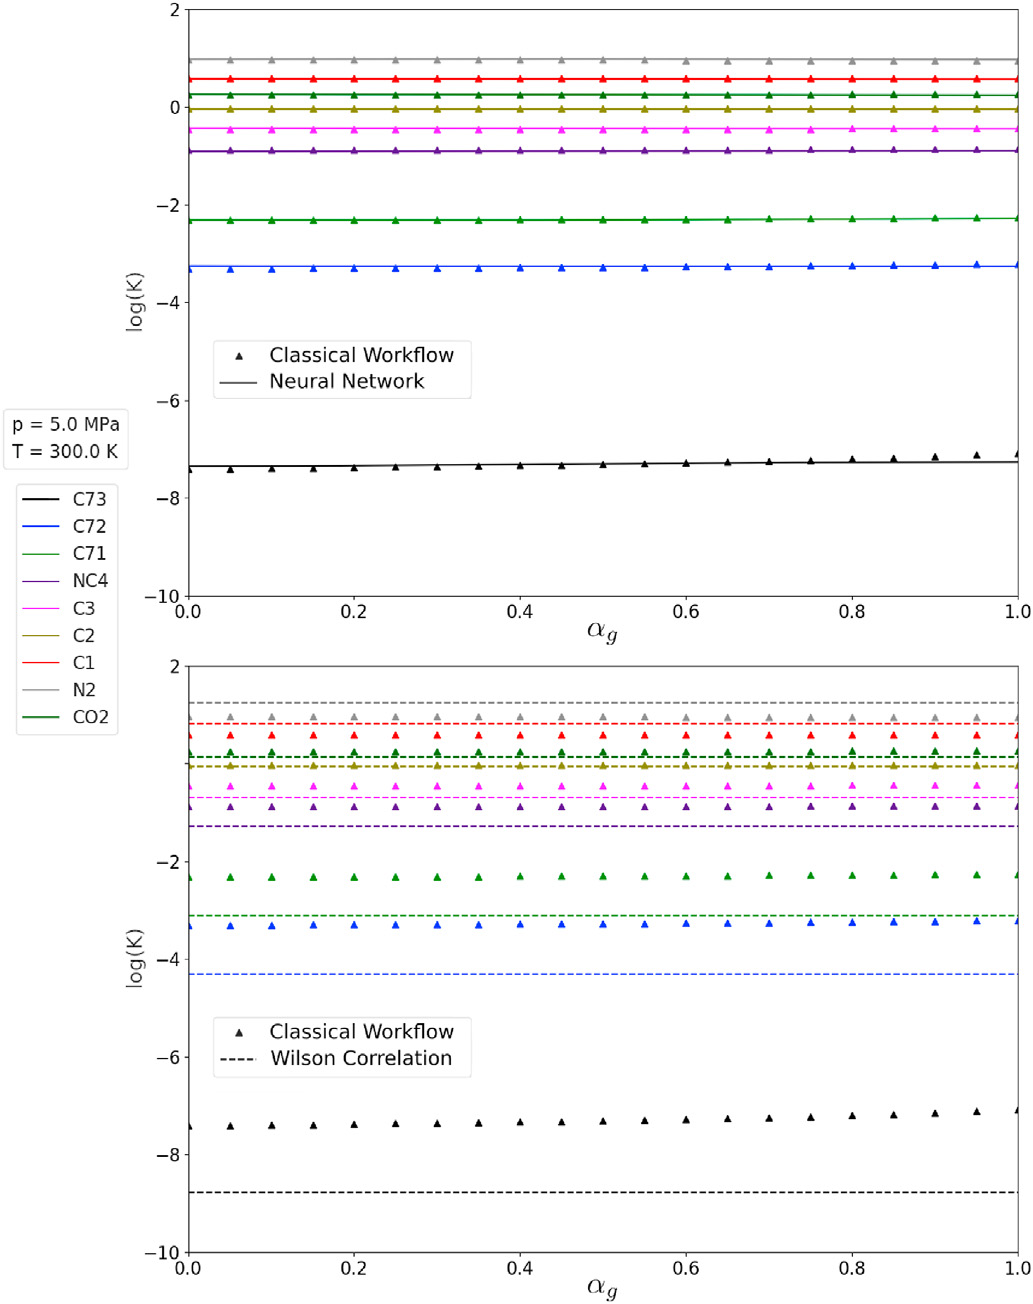 2
0
−2
−4
−6
−8
−10
log(K)
Classical Workflow
Neural Network
0.0 0.2 0.4 0.6 0.8 1.0
αg
p = 5.0 MPa
T = 300.0 K
C73
C72
C71
NC4
C3
C2
C1
N2
CO2
2
−2
−4
−6
−8
−10
log(K)
Classical Workflow
Wilson Correlation
0.0 0.2 0.4 0.6 0.8 1.0
αg